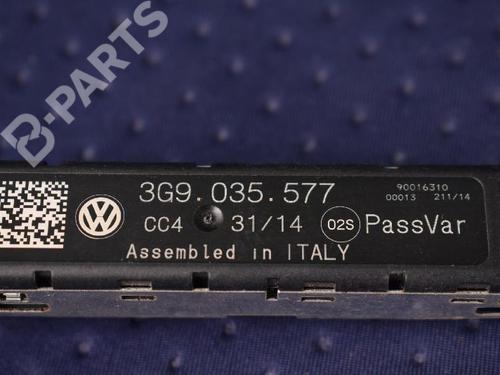 B-PARTS
3G9.035.577
90016310
00013 211/14
CC4 31/14 02S PassVar
Assembled in ITALY